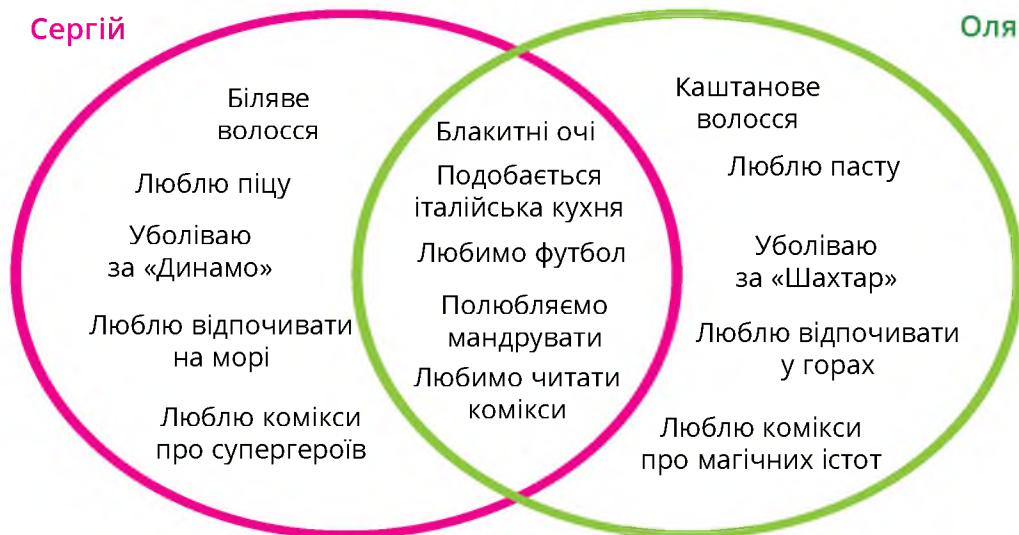 Сергій
Оля
Біляве
волосся
Люблю піцу
Уболіваю
за «Динамо»
Люблю відпочивати
на морі
Люблю комікси
про супергероїв
Блакитні очі
Подобається
італійська кухня
Любимо футбол
Полюбляємо
мандрувати
Любимо читати
комікси
Каштанове
волосся
Люблю пасту
Уболіваю
за «Шахтар»
Люблю відпочивати
у горах
Люблю комікси
про магічних істот